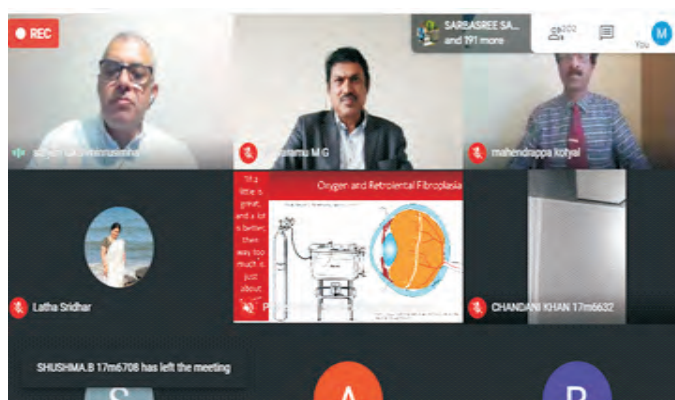 REC
SARBASREE SA...
and 191 more
202
You
M
M G
mahendrappa
"If a
little is
great,
and a lot
is better,
then
way too
much is
just
about
Oxygen and Retrolental Fibroplasia
Latha Sridhar
P
CHANDANI KHAN 17m6632
SHUSHMA.B 17m6708 has left the meeting
S
A